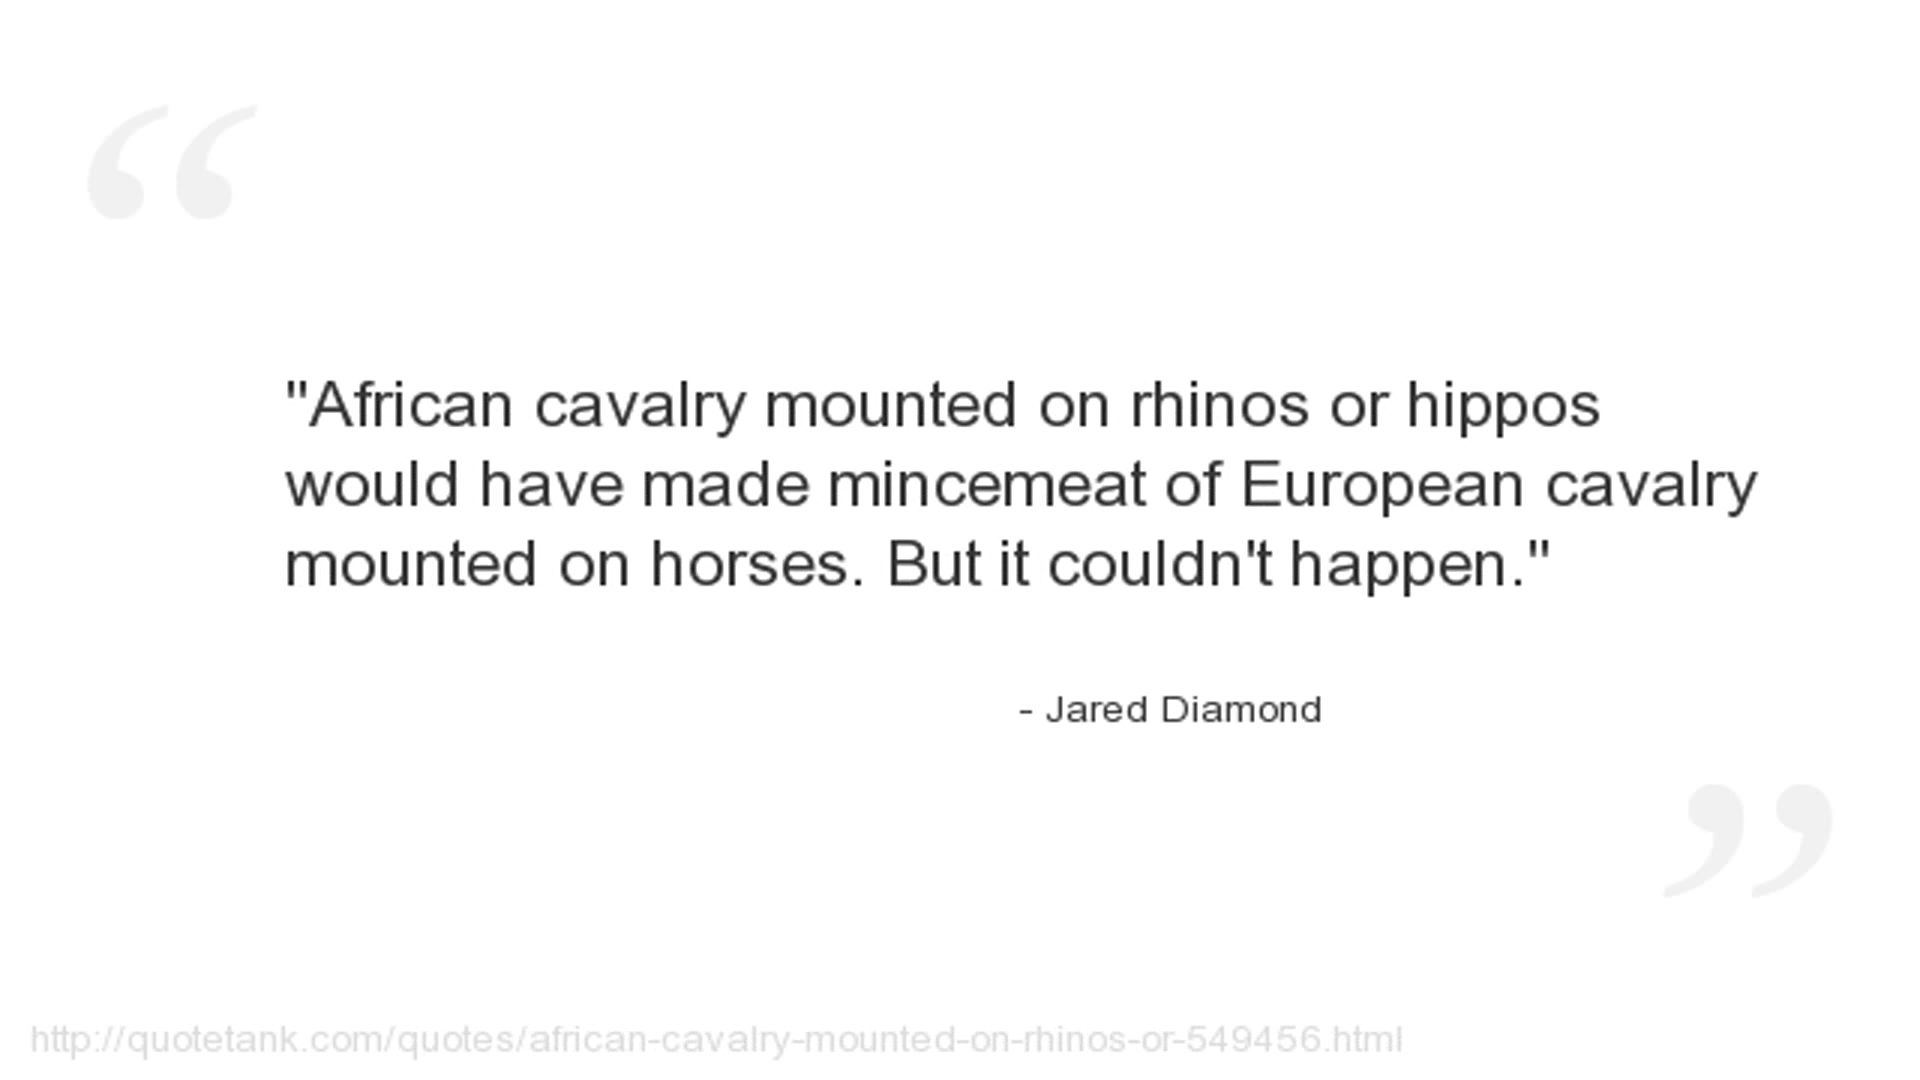 "African cavalry mounted on rhinos or hippos
would have made mincemeat of European cavalry
mounted on horses. But it couldn't happen."
- Jared Diamond
http://quotetank.com/quotes/african-cavalry-mounted-on-rhinos-or-549456.html